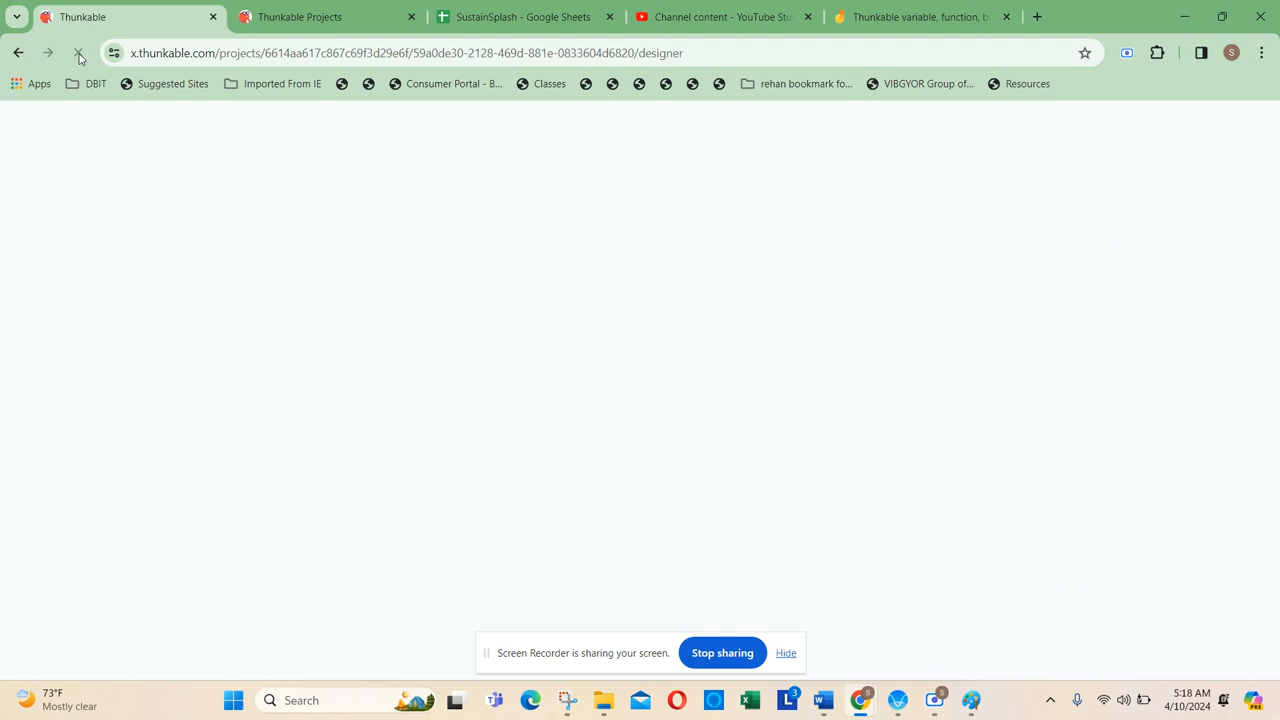 Thunkable
Thunkable Projects
SustainSplash - Google Sheets
Channel content - YouTube Stu
Thunkable variable, function, bu
x.thunkable.com/projects/6614aa617c867c69f3d29e6f/59a0de30-2128-469d-881e-0833604d6820/designer
S
Apps
DBIT
Suggested Sites
Imported From IE
Consumer Portal - B...
Classes
rehan bookmark fo...
VIBGYOR Group of...
Resources
Screen Recorder is sharing your screen.
Stop sharing
Hide
73°F
Mostly clear
Search
3
5:18 AM
4/10/2024